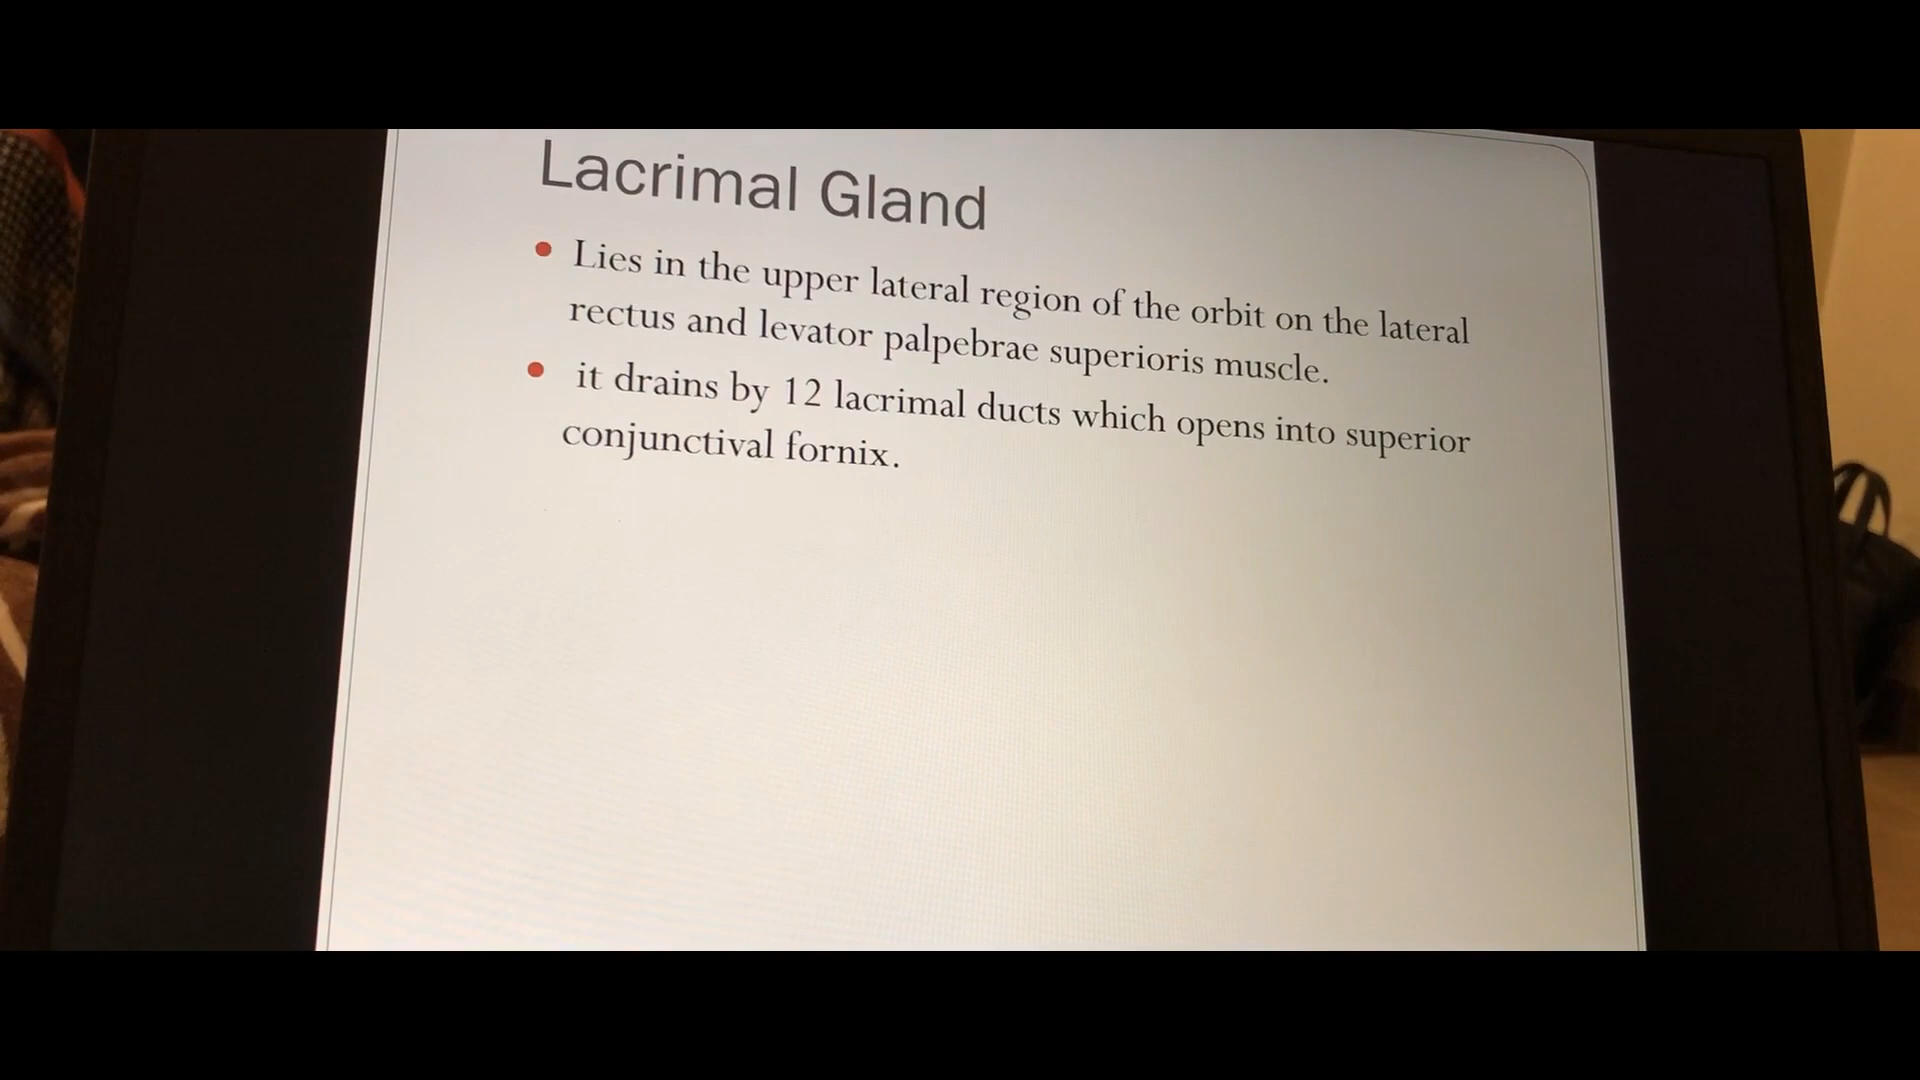 Lacrimal Gland
• Lies in the upper lateral region of the orbit on the lateral
rectus and levator palpebrae superioris muscle.
• it drains by 12 lacrimal ducts which opens into superior
conjunctival fornix.